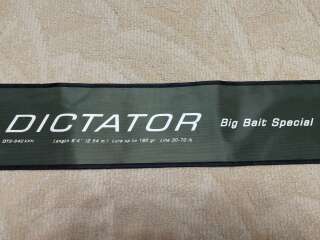 DICTATOR Big Bait Special
Length 8'4" (2.54 m) Lure up to 180 gr Line 30-70 lb